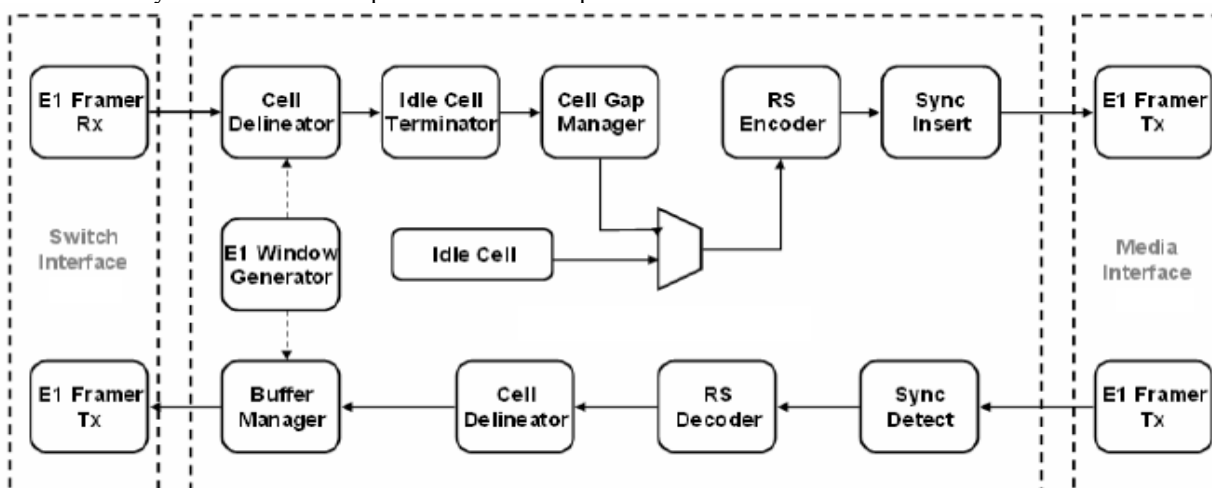 E1 Framer
Rx
Cell
Delineator
Idle Cell
Terminator
Cell Gap
Manager
RS
Encoder
Sync
Insert
E1 Framer
Tx
Switch
Interface
E1 Window
Generator
Idle Cell
Media
Interface
E1 Framer
Tx
Buffer
Manager
Cell
Delineator
RS
Decoder
Sync
Detect
E1 Framer
Tx